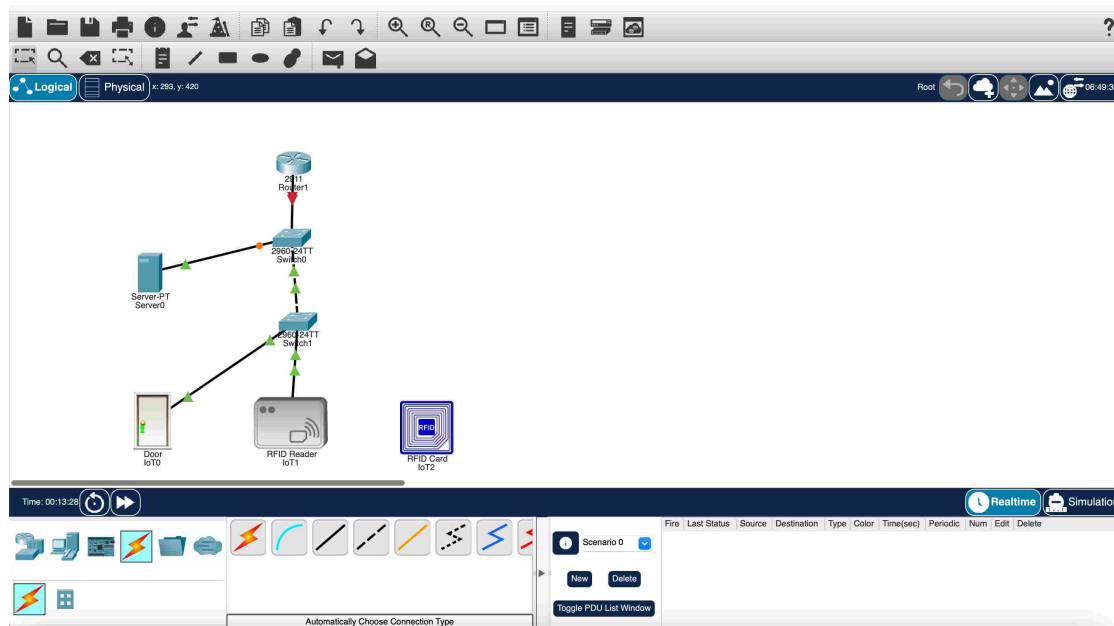 ?
Logical
Physical
x: 293, y: 420
Root
06:49:3
2911
Router1
2960-24TT
Switch0
Server-PT
Server0
2960-24TT
Switch1
Door
IoT0
RFID Reader
IoT1
RFID
RFID Card
IoT2
Time: 00:13:28
Realtime
Simulation
Fire Last Status Source Destination Type Color Time(sec) Periodic Num Edit Delete
Scenario 0
New
Delete
Toggle PDU List Window
Automatically Choose Connection Type